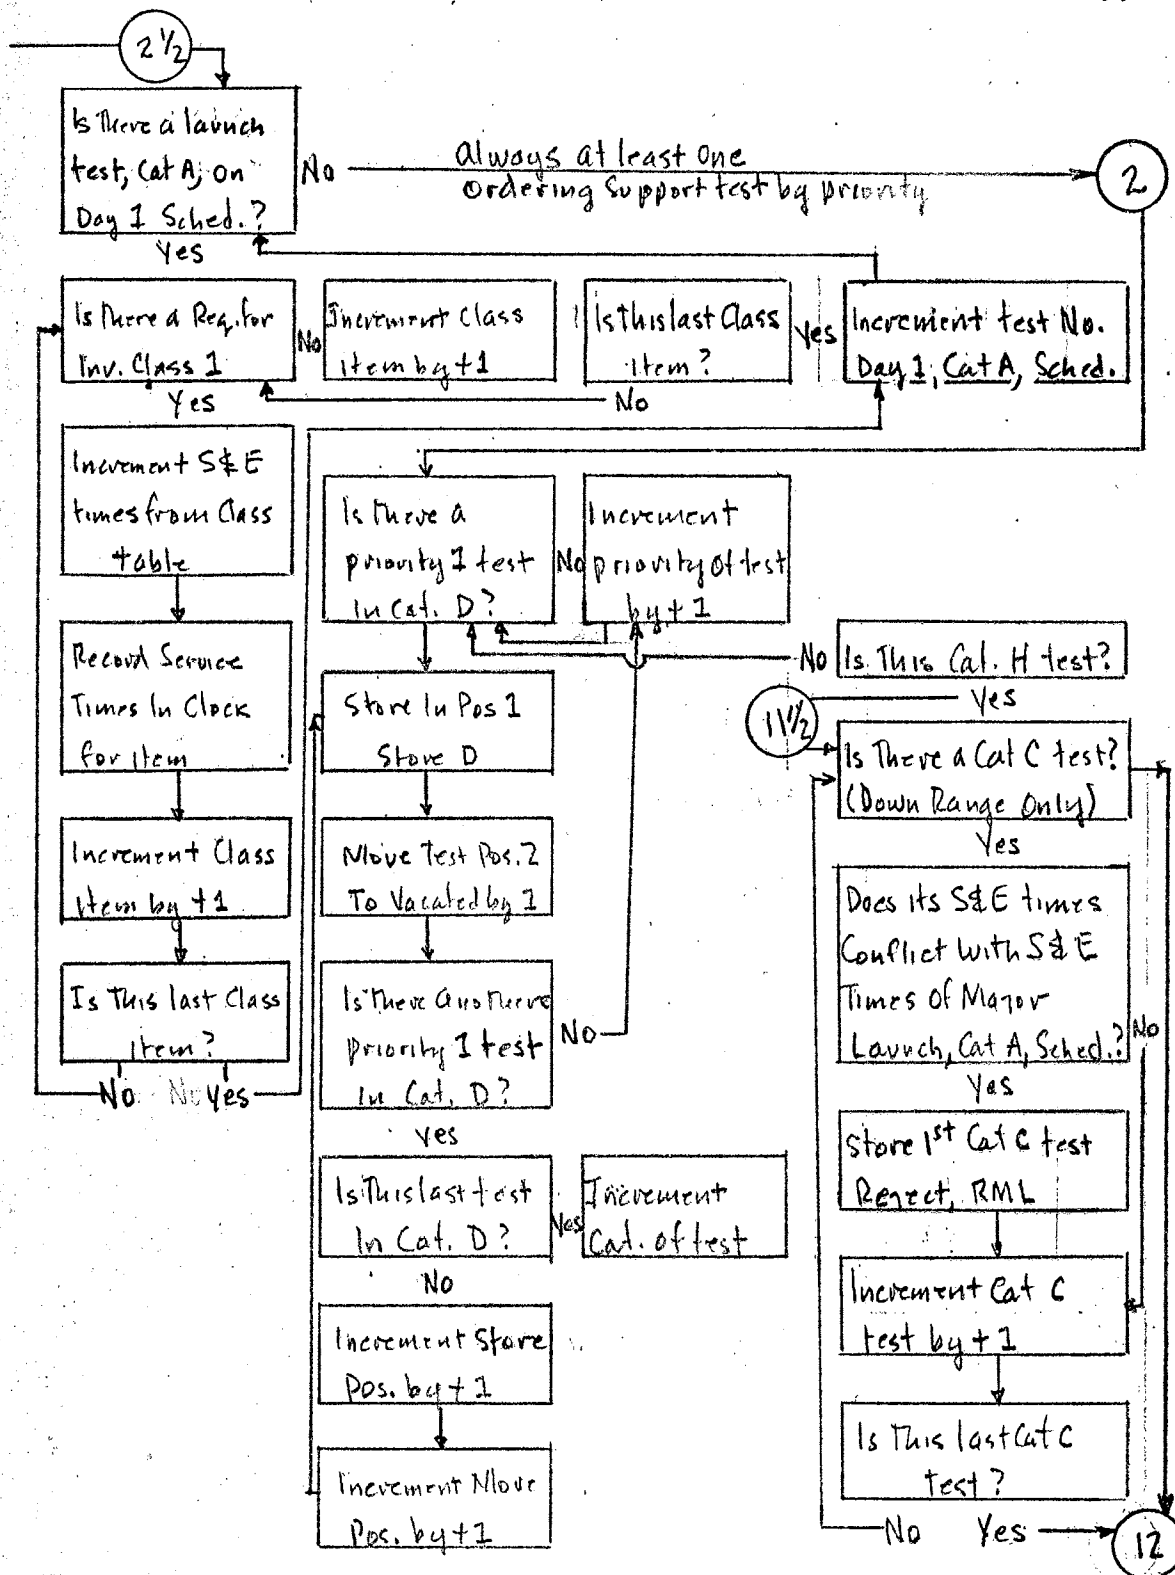 2 1/2
Is there a launch
test, Cat A, on
Day 1 Sched.?
No
Always at least one
ordering support test by priority
2
Yes
Is there a Req. for
Inv. Class 1
No
Increment Class
item by +1
Is this last Class
item?
Yes
Increment test No.
Day 1, Cat A, Sched.
Yes
No
Increment S&E
times from Class
table
Is there a
priority 1 test
In Cat. D?
No
Increment
priority of test
by +1
Record Service
Times In Clock
for item
Store In Pos 1
Store D
No
Is This Cat. H test?
Yes
11 1/2
Is There a Cat C test?
(Down Range Only)
Yes
Increment Class
item by +1
Move Test Pos. 2
To Vacated by 1
Does its S&E times
Conflict with S&E
Times of Major
Launch, Cat A, Sched.?
No
Yes
Is This last Class
item?
No No Yes
Is there Another
priority 1 test
In Cat. D?
No
Yes
Store 1st Cat C test
Reject, RML
Is This last test
In Cat. D?
Yes
Increment
Cat. of test
No
Increment Cat C
test by +1
Increment Store
Pos. by +1
Is This last Cat C
test?
Increment Move
Pos. by +1
No Yes
12